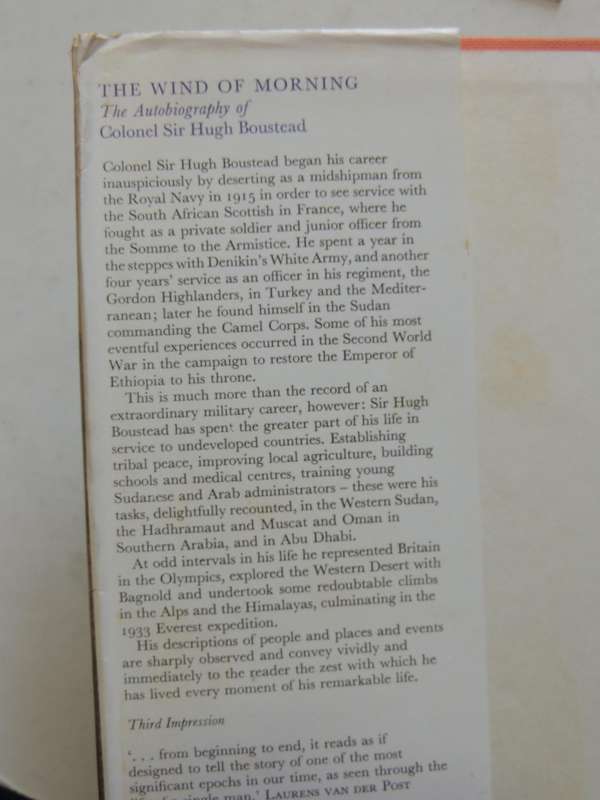 THE WIND OF MORNING
The Autobiography of
Colonel Sir Hugh Boustead
Colonel Sir Hugh Boustead began his career
inauspiciously by deserting as a midshipman from
the Royal Navy in 1915 in order to see service with
the South African Scottish in France, where he
fought as a private soldier and junior officer from
the Somme to the Armistice. He spent a year in
the steppes with Denikin's White Army, and another
four years' service as an officer in his regiment, the
Gordon Highlanders, in Turkey and the Mediter-
ranean; later he found himself in the Sudan
commanding the Camel Corps. Some of his most
eventful experiences occurred in the Second World
War in the campaign to restore the Emperor of
Ethiopia to his throne.
This is much more than the record of an
extraordinary military career, however: Sir Hugh
Boustead has spent the greater part of his life in
service to undeveloped countries. Establishing
tribal peace, improving local agriculture, building
schools and medical centres, training young
Sudanese and Arab administrators – these were his
tasks, delightfully recounted, in the Western Sudan,
the Hadhramaut and Muscat and Oman in
Southern Arabia, and in Abu Dhabi.
At odd intervals in his life he represented Britain
in the Olympics, explored the Western Desert with
Bagnold and undertook some redoubtable climbs
in the Alps and the Himalayas, culminating in the
1933 Everest expedition.
His descriptions of people and places and events
are sharply observed and convey vividly and
immediately to the reader the zest with which he
has lived every moment of his remarkable life.
Third Impression
'. . . from beginning to end, it reads as if
designed to tell the story of one of the most
significant epochs in our time, as seen through the
life of a single man.' LAURENS VAN DER POST